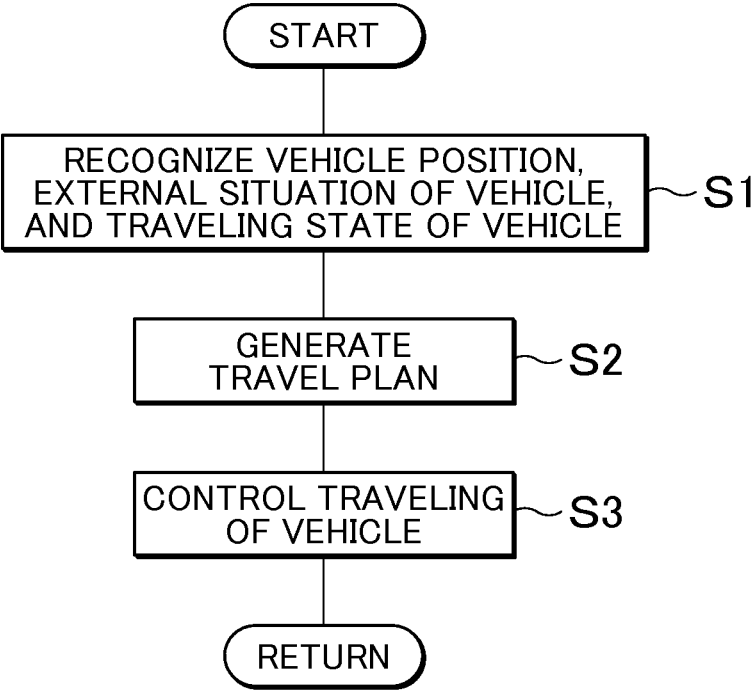 START
RECOGNIZE VEHICLE POSITION,
EXTERNAL SITUATION OF VEHICLE,
AND TRAVELING STATE OF VEHICLE
S1
GENERATE
TRAVEL PLAN
S2
CONTROL TRAVELING
OF VEHICLE
S3
RETURN